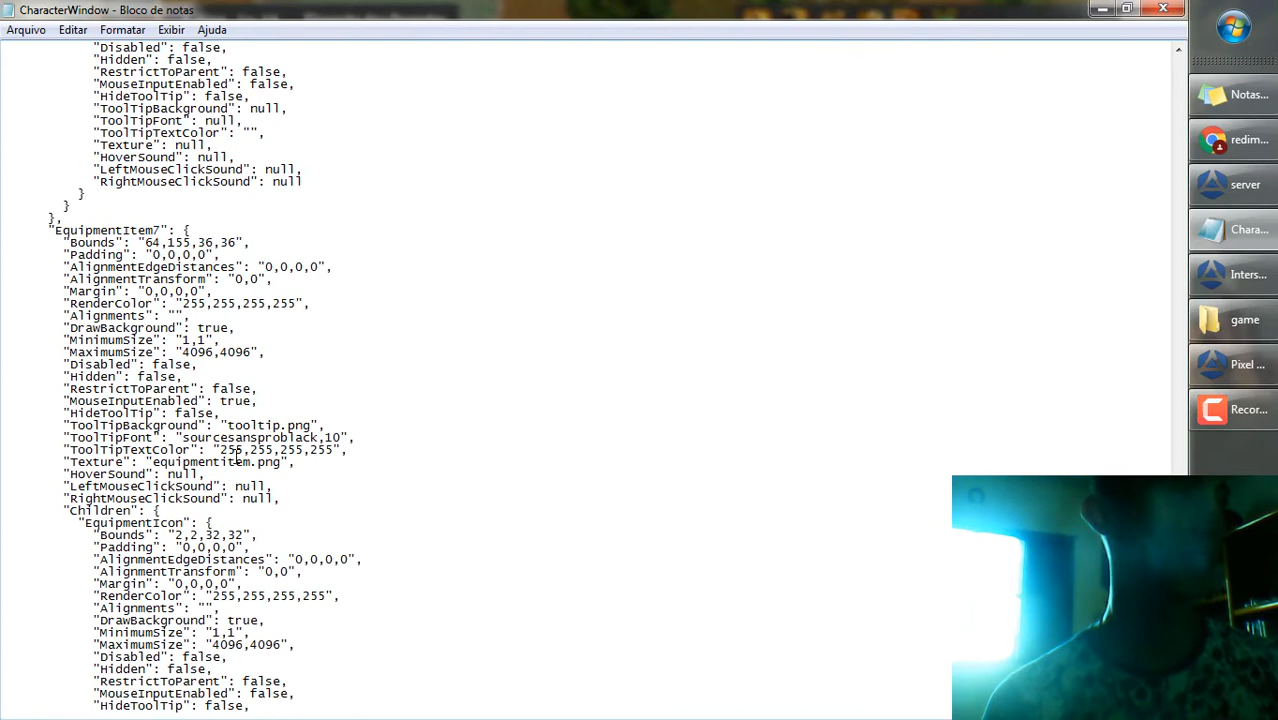 CharacterWindow - Bloco de notas
Arquivo Editar Formatar Exibir Ajuda
"Disabled": false,
"Hidden": false,
"RestrictToParent": false,
"MouseInputEnabled": false,
"HideToolTip": false,
"ToolTipBackground": null,
"ToolTipFont": null,
"ToolTipTextColor": "",
"Texture": null,
"HoverSound": null,
"LeftMouseClickSound": null,
"RightMouseClickSound": null
}
}
},
"EquipmentItem7": {
"Bounds": "64,155,36,36",
"Padding": "0,0,0,0",
"AlignmentEdgeDistances": "0,0,0,0",
"AlignmentTransform": "0,0",
"Margin": "0,0,0,0",
"RenderColor": "255,255,255,255",
"Alignments": "",
"DrawBackground": true,
"MinimumSize": "1,1",
"MaximumSize": "4096,4096",
"Disabled": false,
"Hidden": false,
"RestrictToParent": false,
"MouseInputEnabled": true,
"HideToolTip": false,
"ToolTipBackground": "tooltip.png",
"ToolTipFont": "sourcesansproblack,10",
"ToolTipTextColor": "255,255,255,255",
"Texture": "equipmentitem.png",
"HoverSound": null,
"LeftMouseClickSound": null,
"RightMouseClickSound": null,
"Children": {
"EquipmentIcon": {
"Bounds": "2,2,32,32",
"Padding": "0,0,0,0",
"AlignmentEdgeDistances": "0,0,0,0",
"AlignmentTransform": "0,0",
"Margin": "0,0,0,0",
"RenderColor": "255,255,255,255",
"Alignments": "",
"DrawBackground": true,
"MinimumSize": "1,1",
"MaximumSize": "4096,4096",
"Disabled": false,
"Hidden": false,
"RestrictToParent": false,
"MouseInputEnabled": false,
"HideToolTip": false,
Notas...
redim...
server
Chara...
Inters...
game
Pixel ...
Recor...